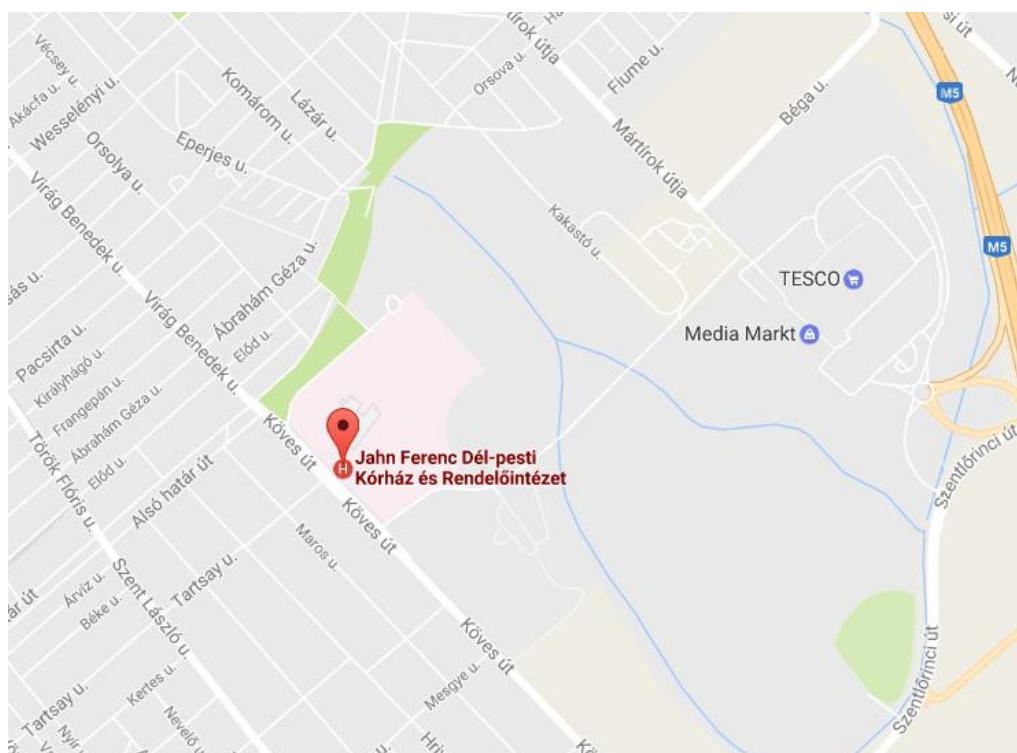 Vécsey u.
Akácfa u.
Wesselényi u.
Komárom u.
Lázár u.
Orsova u.
Fiume u.
Mártírok útja
Béga u.
M5
Orsolya u.
Eperjes u.
Mártírok útja
Virág Benedek u.
Kakastó u.
M5
Ábrahám Géza u.
TESCO
Virág Benedek u.
Előd u.
Media Markt
Pacsirta u.
Királyhágó u.
Frangepán u.
Ábrahám Géza u.
Előd u.
Köves út
Török Flóris u.
Alsó határ út
H
Jahn Ferenc Dél-pesti
Kórház és Rendelőintézet
Szentlőrinci út
Köves út
Maros u.
Tartsay u.
Árvíz u.
Béke u.
Szent László u.
Köves út
Kertes u.
Mesgye u.
Tartsay u.
Nevelő u.
Szentlőrinci út